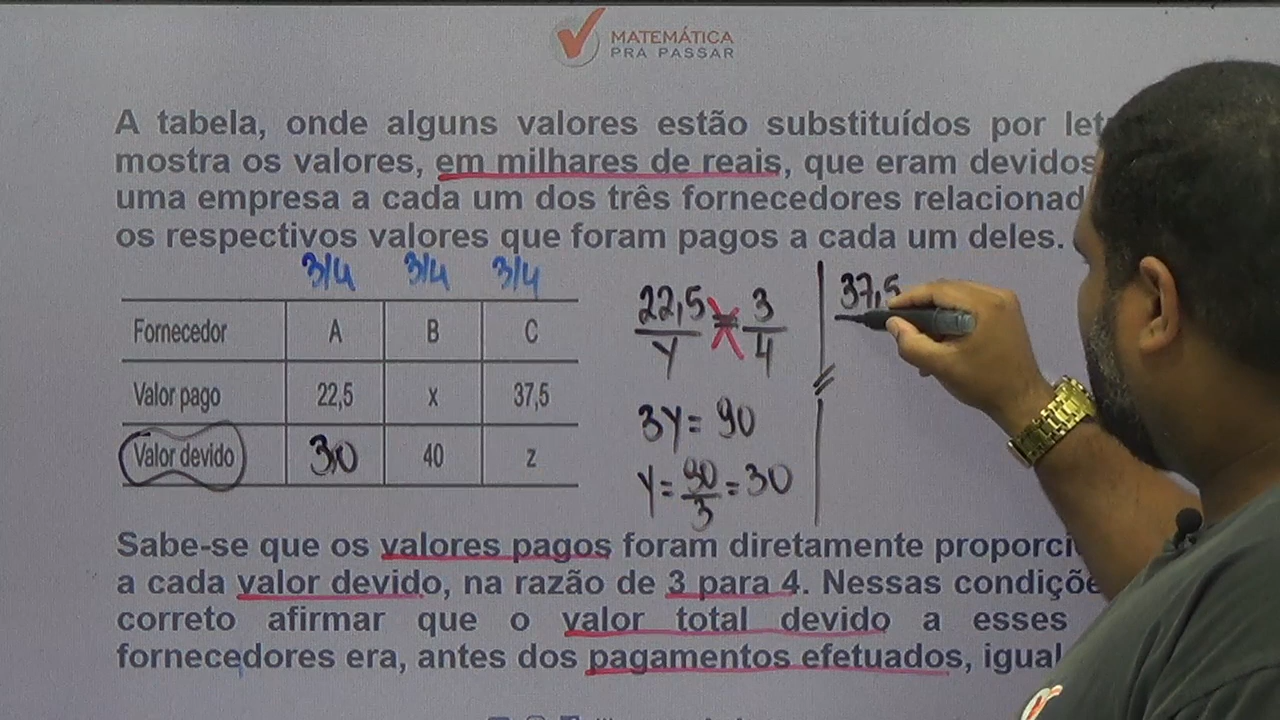 MATEMÁTICA
PRA PASSAR
A tabela, onde alguns valores estão substituídos por
mostra os valores, em milhares de reais, que eram devidos
uma empresa a cada um dos três fornecedores
os respectivos valores que foram pagos a cada um deles.
3/4 3/4 3/4
Fornecedor A B C
Valor pago 22,5 x 37,5
Valor devido 30 40 z
22,5/Y = 3/4
3Y = 90
Y = 90/3 = 30
37,5
Sabe-se que os valores pagos foram diretamente
a cada valor devido, na razão de 3 para 4. Nessas
correto afirmar que o valor total devido a esses
fornecedores era, antes dos pagamentos efetuados, igual